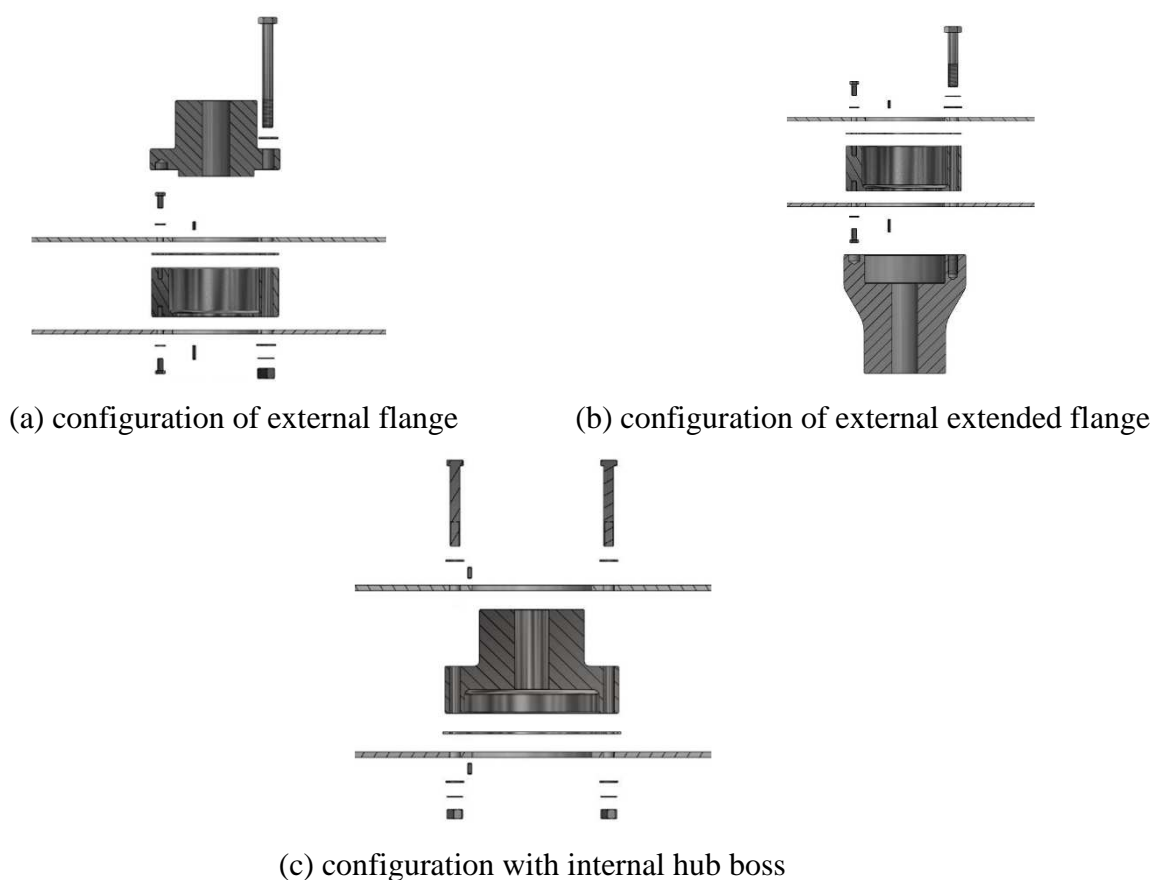 (a) configuration of external flange
(b) configuration of external extended flange
(c) configuration with internal hub boss